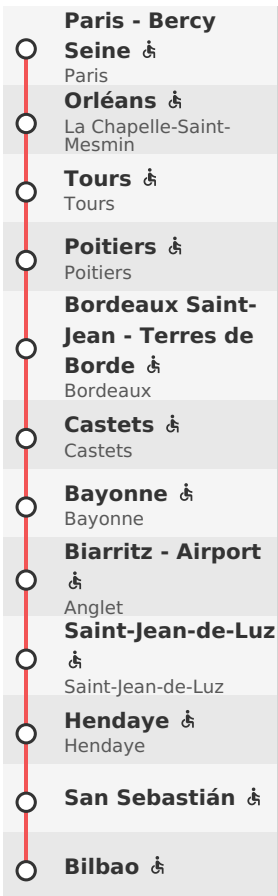 Paris - Bercy
Seine
Paris
Orléans
La Chapelle-Saint-
Mesmin
Tours
Tours
Poitiers
Poitiers
Bordeaux Saint-
Jean - Terres de
Borde
Bordeaux
Castets
Castets
Bayonne
Bayonne
Biarritz - Airport
Anglet
Saint-Jean-de-Luz
Saint-Jean-de-Luz
Hendaye
Hendaye
San Sebastián
Bilbao